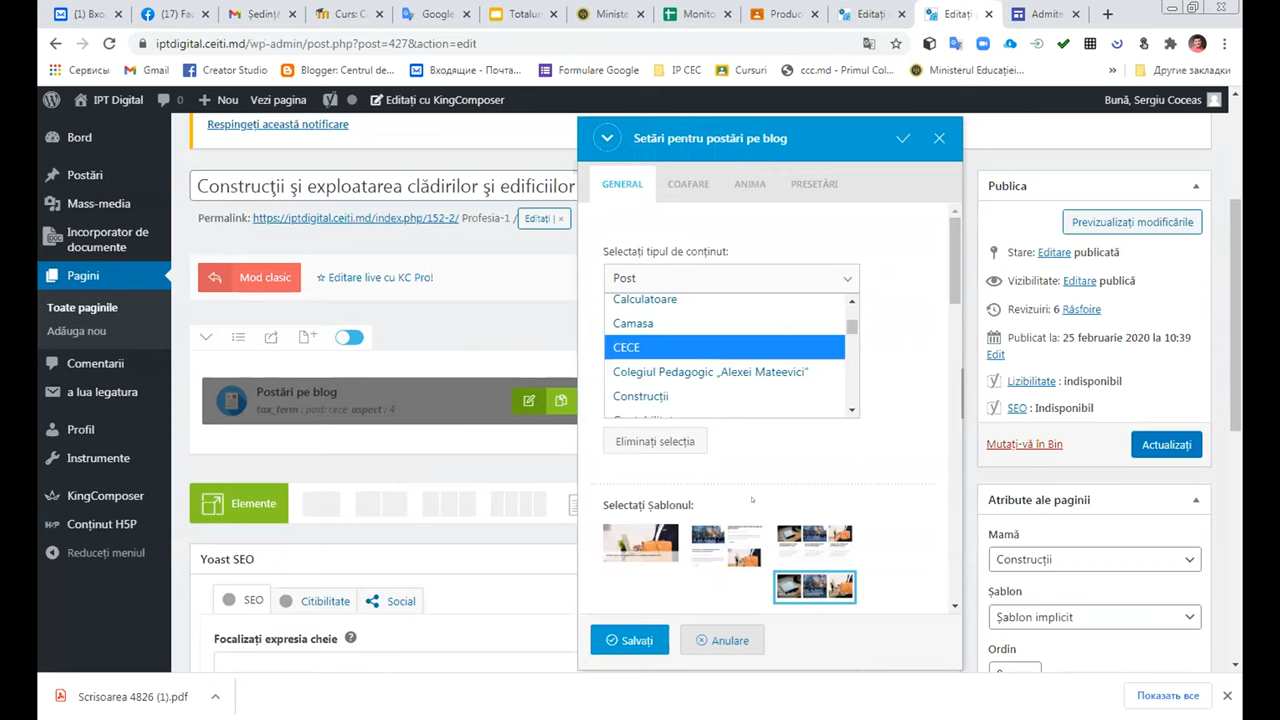 (1) Вхо
(17) Fac
Ședinț
Curs: C
Google
Totalur
Ministe
Monito
Produc
Editați
Editați
Admite
iptdigital.ceiti.md/wp-admin/post.php?post=427&action=edit
Сервисы
Gmail
Creator Studio
Blogger: Centrul de...
Входящие - Почта...
Formulare Google
IP CEC
Cursuri
ccc.md - Primul Col...
Ministerul Educației...
»
Другие закладки
IPT Digital
0
Nou
Vezi pagina
Editați cu KingComposer
Bună, Sergiu Coceas
Bord
Postări
Mass-media
Incorporator de
documente
Pagini
Toate paginile
Adăuga nou
Comentarii
a lua legatura
Profil
Instrumente
KingComposer
Conținut H5P
Reduceți meniul
Respingeți această notificare
Construcţii şi exploatarea clădirilor şi edificiilor
Permalink: https://iptdigital.ceiti.md/index.php/152-2/ Profesia-1 / Editați | ×
Mod clasic
☆ Editare live cu KC Pro!
Postări pe blog
tax_term : post:cece aspect : 4
Elemente
Yoast SEO
SEO
Citibilitate
Social
Focalizați expresia cheie
Setări pentru postări pe blog
GENERAL
COAFARE
ANIMA
PRESETĂRI
Selectați tipul de conținut:
Post
Calculatoare
Camasa
CECE
Colegiul Pedagogic „Alexei Mateevici"
Construcții
Eliminați selecția
Selectați Șablonul:
Salvați
Anulare
Publica
Previzualizați modificările
Stare: Editare publicată
Vizibilitate: Editare publică
Revizuiri: 6 Răsfoire
Publicat la: 25 februarie 2020 10:39
Edit
Lizibilitate : indisponibil
SEO : Indisponibil
Mutați-vă în Bin
Actualizați
Atribute ale paginii
Mamă
Construcții
Șablon
Șablon implicit
Ordin
Scrisoarea 4826 (1).pdf
Показать все